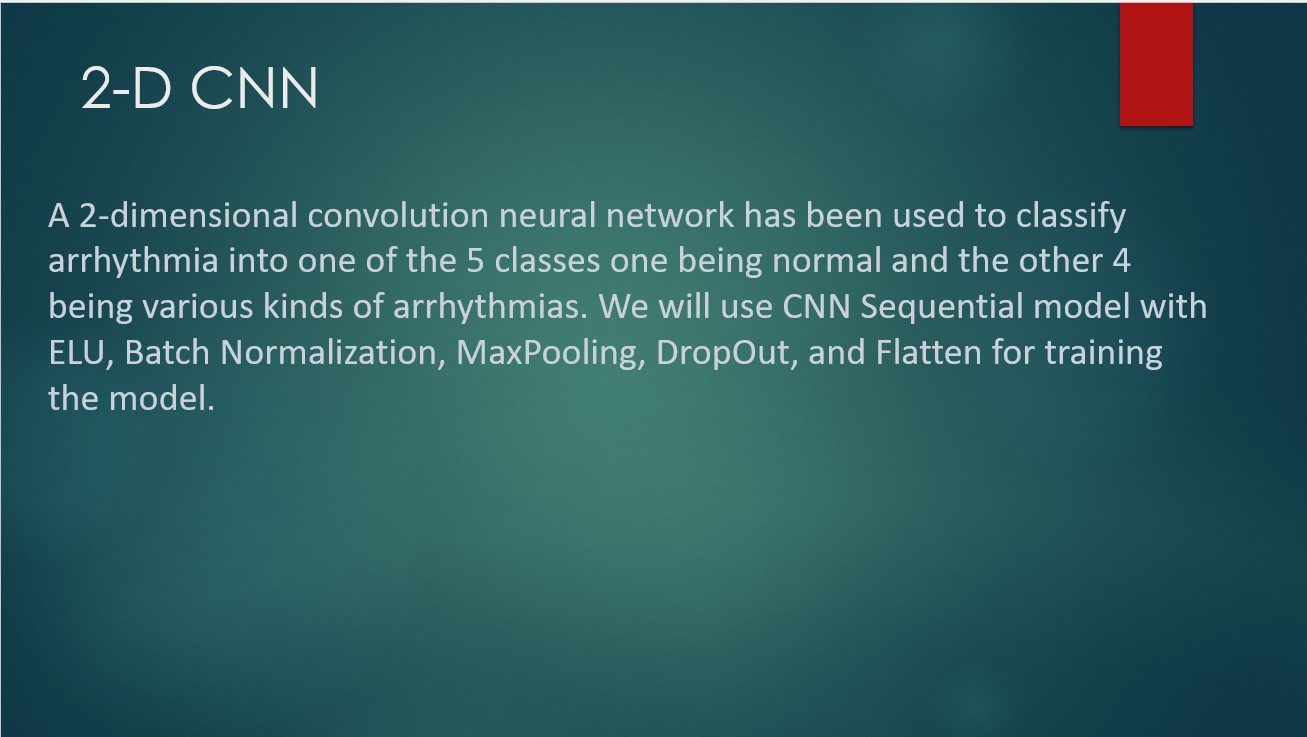 2-D CNN
A 2-dimensional convolution neural network has been used to classify
arrhythmia into one of the 5 classes one being normal and the other 4
being various kinds of arrhythmias. We will use CNN Sequential model with
ELU, Batch Normalization, MaxPooling, DropOut, and Flatten for training
the model.